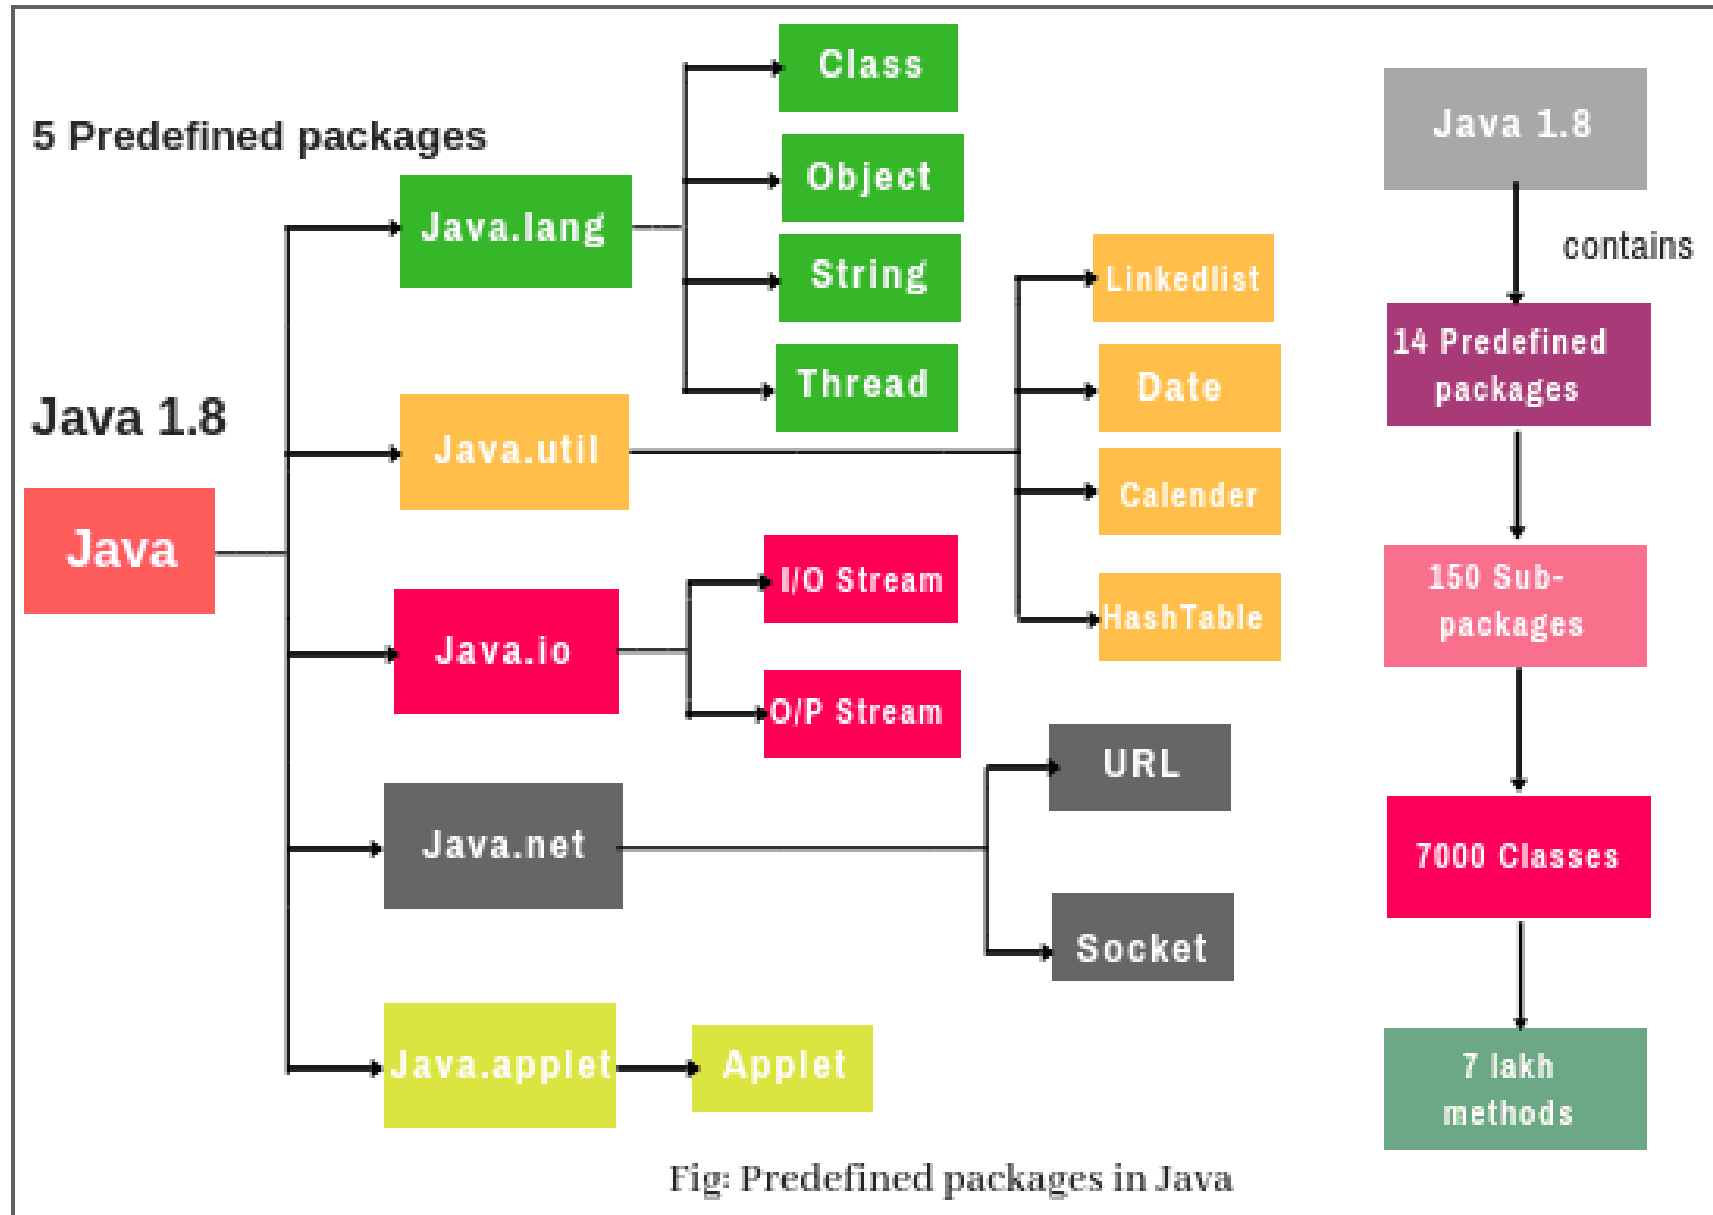 5 Predefined packages
Java 1.8
Java
Java.lang
Class
Object
String
Thread
Java.util
Linkedlist
Date
Calender
HashTable
Java.io
I/O Stream
O/P Stream
Java.net
URL
Socket
Java.applet
Applet
Java 1.8
contains
14 Predefined
packages
150 Sub-
packages
7000 Classes
7 lakh
methods
Fig: Predefined packages in Java